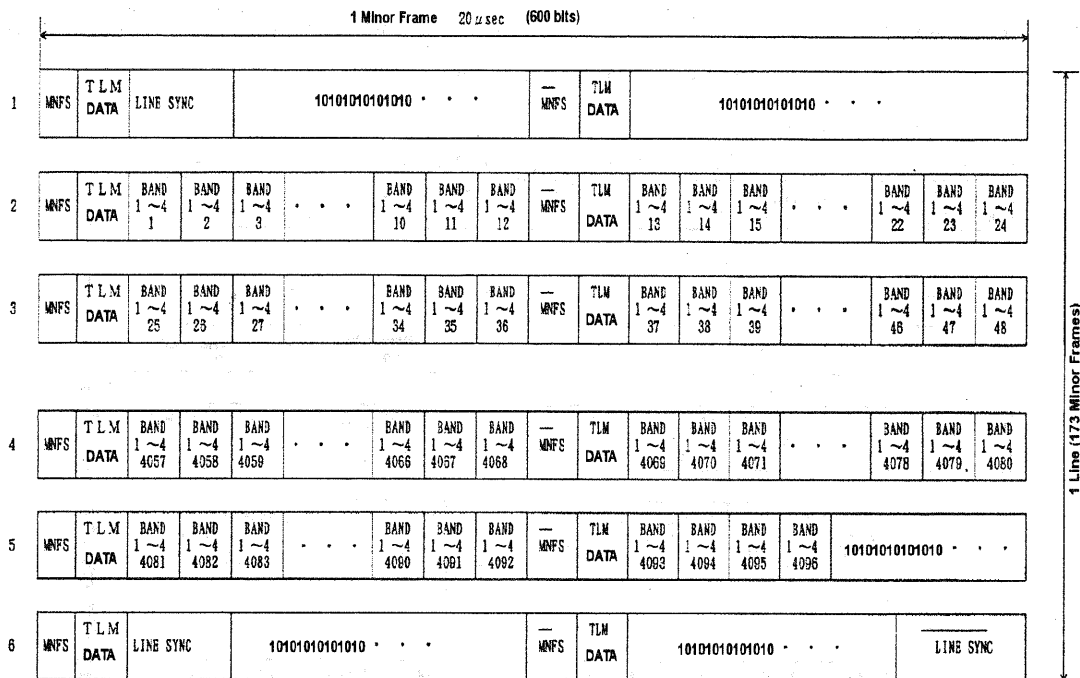 1 Minor Frame 20 μ sec (600 bits)
1 MNFS TLM DATA LINE SYNC 10101010101010 · · · M̅N̅F̅S̅ TLM DATA 10101010101010 · · ·
2 MNFS TLM DATA BAND 1 ~4 1 BAND 1 ~4 2 BAND 1 ~4 3 · · · BAND 1 ~4 10 BAND 1 ~4 11 BAND 1 ~4 12 M̅N̅F̅S̅ TLM DATA BAND 1 ~4 13 BAND 1 ~4 14 BAND 1 ~4 15 · · · BAND 1 ~4 22 BAND 1 ~4 23 BAND 1 ~4 24
3 MNFS TLM DATA BAND 1 ~4 25 BAND 1 ~4 26 BAND 1 ~4 27 · · · BAND 1 ~4 34 BAND 1 ~4 35 BAND 1 ~4 36 M̅N̅F̅S̅ TLM DATA BAND 1 ~4 37 BAND 1 ~4 38 BAND 1 ~4 39 · · · BAND 1 ~4 46 BAND 1 ~4 47 BAND 1 ~4 48
4 MNFS TLM DATA BAND 1 ~4 4057 BAND 1 ~4 4058 BAND 1 ~4 4059 · · · BAND 1 ~4 4066 BAND 1 ~4 4067 BAND 1 ~4 4068 M̅N̅F̅S̅ TLM DATA BAND 1 ~4 4069 BAND 1 ~4 4070 BAND 1 ~4 4071 · · · BAND 1 ~4 4078 BAND 1 ~4 4079 BAND 1 ~4 4080
5 MNFS TLM DATA BAND 1 ~4 4081 BAND 1 ~4 4082 BAND 1 ~4 4083 · · · BAND 1 ~4 4090 BAND 1 ~4 4091 BAND 1 ~4 4092 M̅N̅F̅S̅ TLM DATA BAND 1 ~4 4093 BAND 1 ~4 4094 BAND 1 ~4 4095 BAND 1 ~4 4096 10101010101010 · · ·
6 MNFS TLM DATA LINE SYNC 10101010101010 · · · M̅N̅F̅S̅ TLM DATA 10101010101010 · · · L̅I̅N̅E̅ S̅Y̅N̅C̅
1 Line (173 Minor Frames)